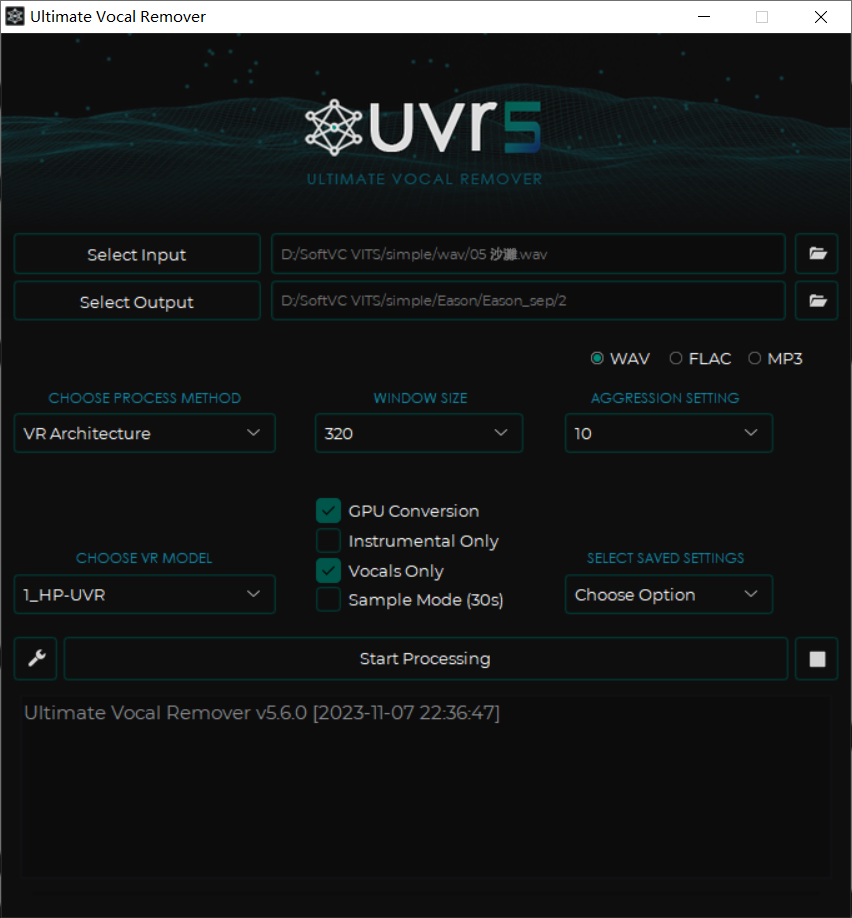 Ultimate Vocal Remover
uvr5
ULTIMATE VOCAL REMOVER
Select Input
D:/SoftVC VITS/simple/wav/05 沙灘.wav
Select Output
D:/SoftVC VITS/simple/Eason/Eason_sep/2
WAV FLAC MP3
CHOOSE PROCESS METHOD WINDOW SIZE AGGRESSION SETTING
VR Architecture 320 10
GPU Conversion
Instrumental Only
CHOOSE VR MODEL SELECT SAVED SETTINGS
Vocals Only
1_HP-UVR Choose Option
Sample Mode (30s)
Start Processing
Ultimate Vocal Remover v5.6.0 [2023-11-07 22:36:47]